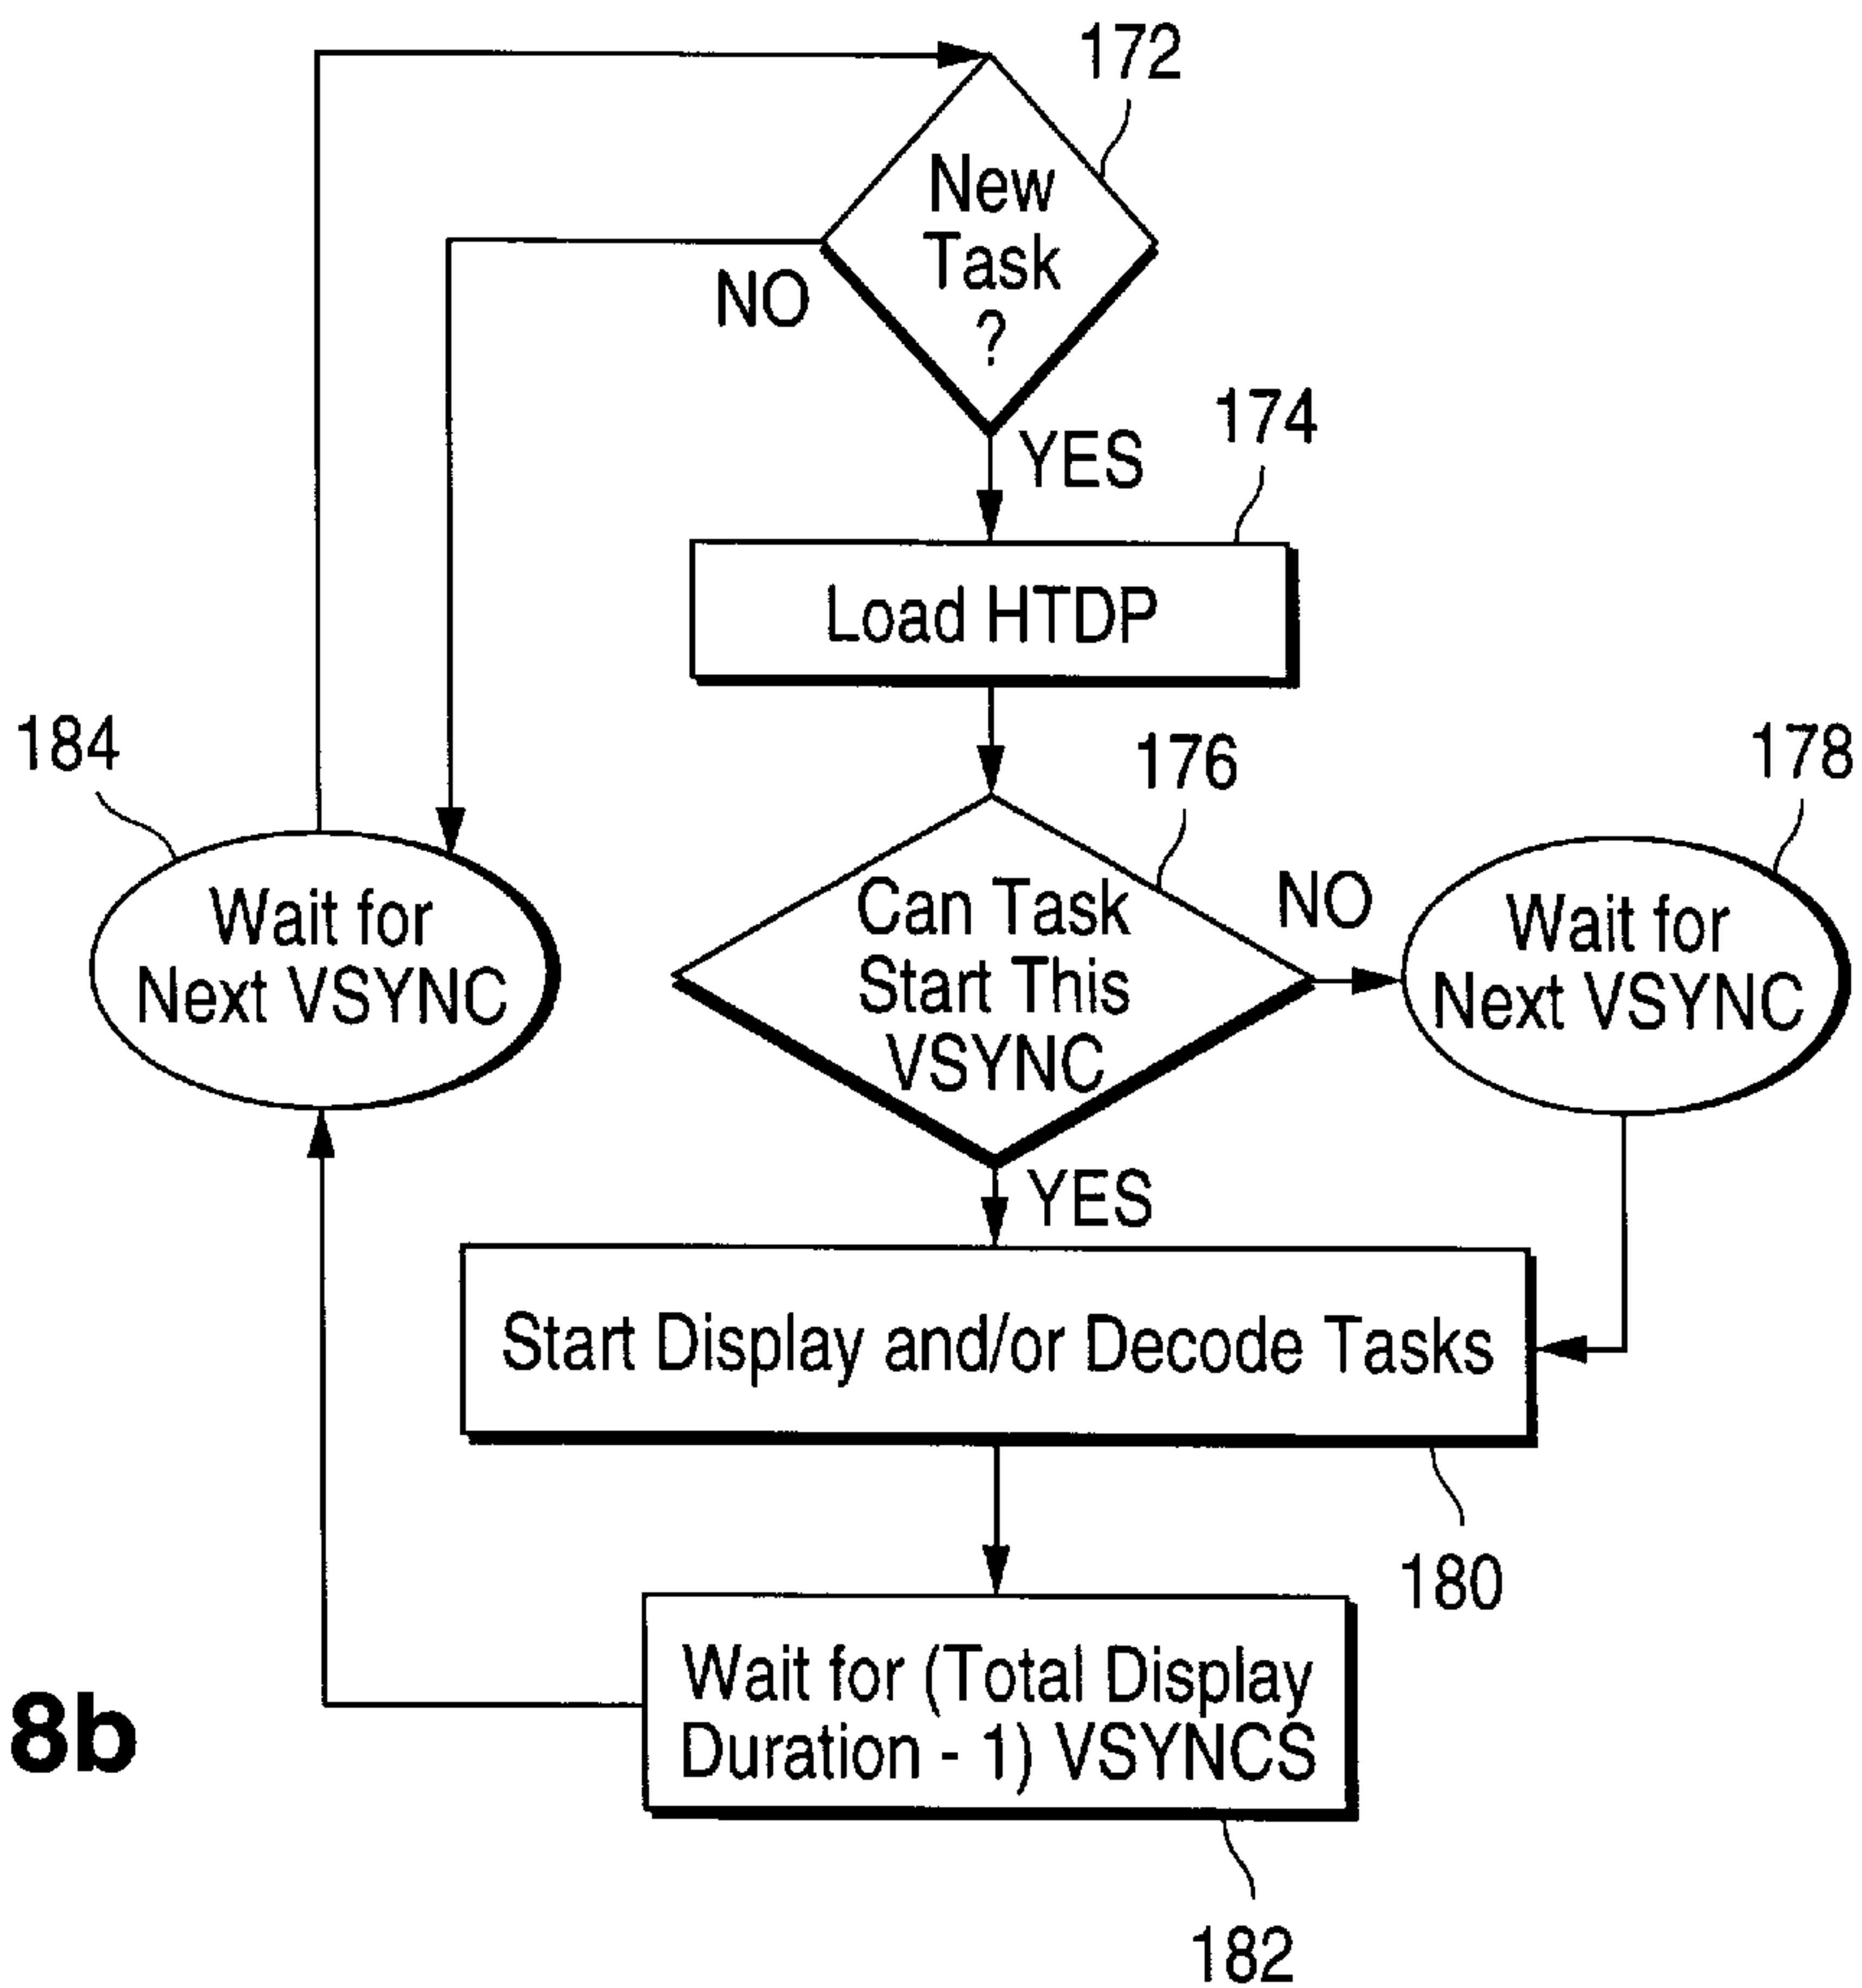 172
New
Task
?
NO
YES
174
Load HTDP
184
176
178
Wait for
Next VSYNC
Can Task
Start This
VSYNC
NO
Wait for
Next VSYNC
YES
Start Display and/or Decode Tasks
180
Wait for (Total Display
Duration - 1) VSYNCS
8b
182